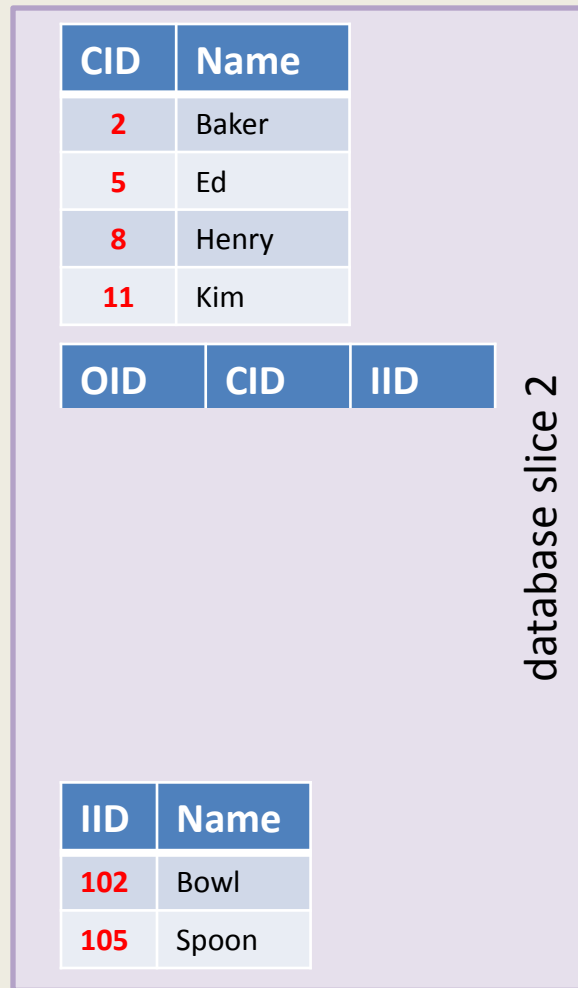 CID Name
2 Baker
5 Ed
8 Henry
11 Kim
OID CID IID
database slice 2
IID Name
102 Bowl
105 Spoon